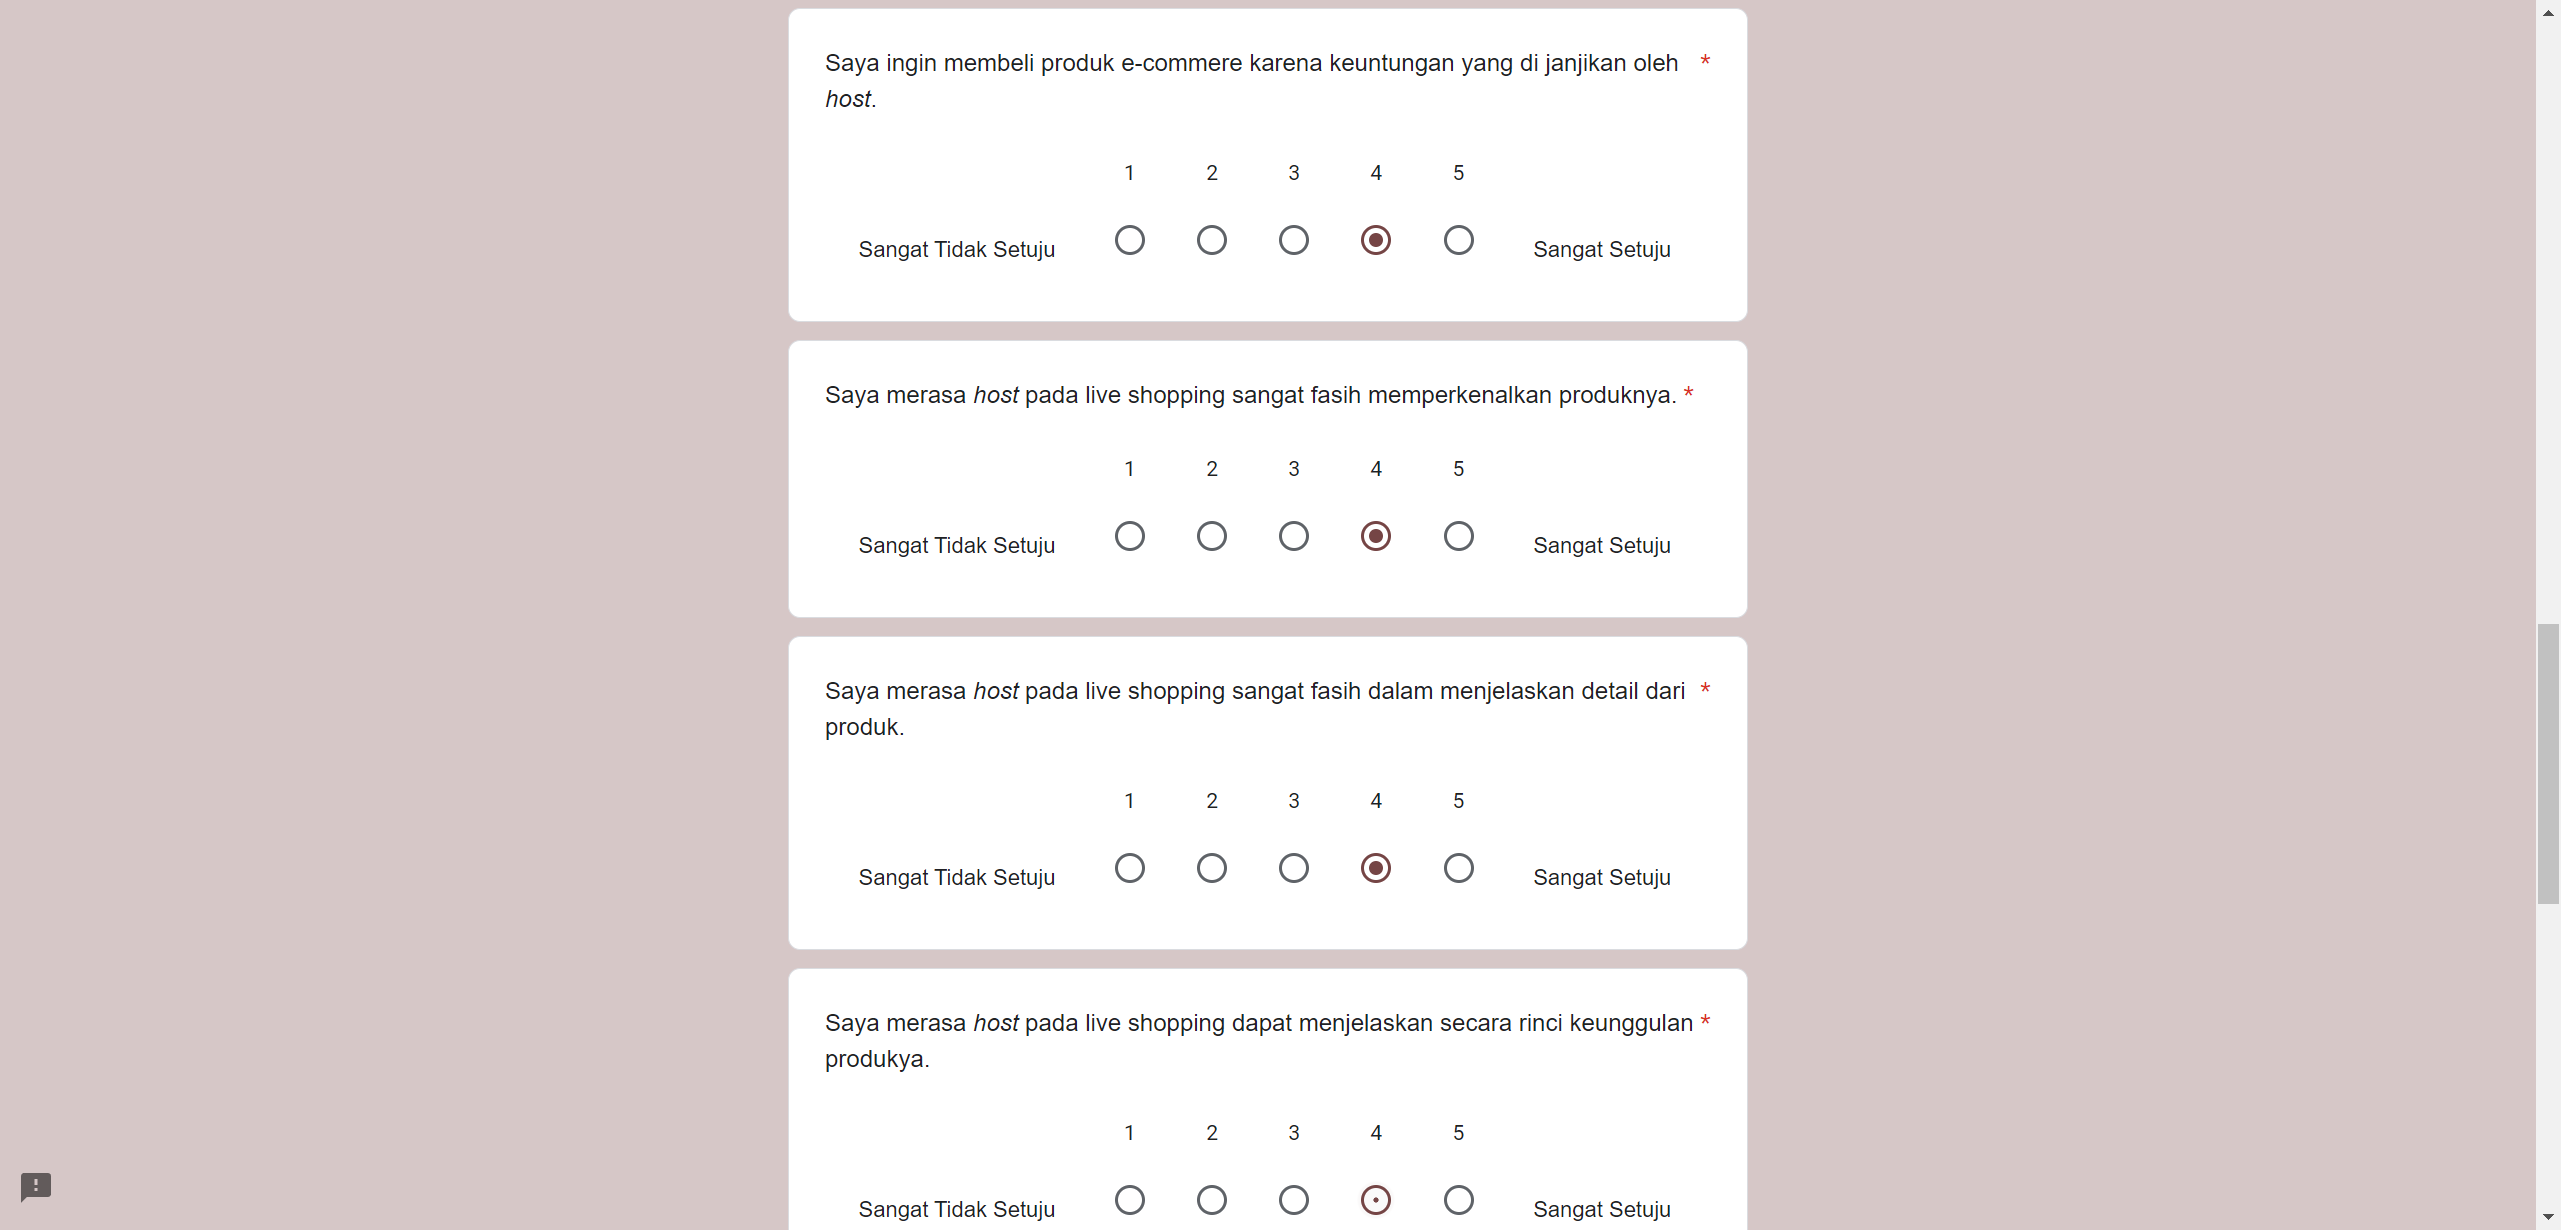 Saya ingin membeli produk e-commere karena keuntungan yang di janjikan oleh *
host.
1 2 3 4 5
Sangat Tidak Setuju Sangat Setuju
Saya merasa host pada live shopping sangat fasih memperkenalkan produknya. *
1 2 3 4 5
Sangat Tidak Setuju Sangat Setuju
Saya merasa host pada live shopping sangat fasih dalam menjelaskan detail dari *
produk.
1 2 3 4 5
Sangat Tidak Setuju Sangat Setuju
Saya merasa host pada live shopping dapat menjelaskan secara rinci keunggulan *
produkya.
1 2 3 4 5
Sangat Tidak Setuju Sangat Setuju